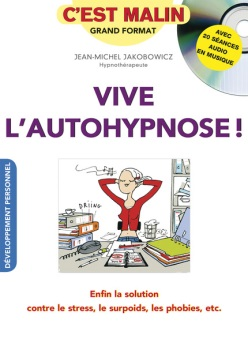 C'EST MALIN
GRAND FORMAT
AVEC
20 SÉANCES
AUDIO
EN MUSIQUE
JEAN-MICHEL JAKOBOWICZ
Hypnothérapeute
VIVE
L'AUTOHYPNOSE !
DÉVELOPPEMENT PERSONNEL
DRIING
Enfin la solution
contre le stress, le surpoids, les phobies, etc.